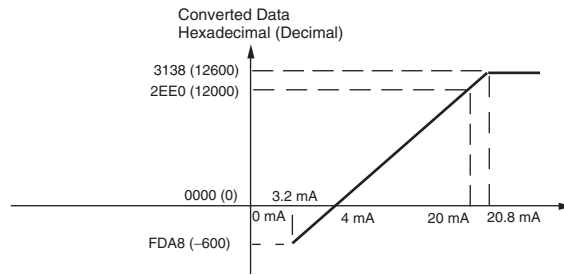 Converted Data
Hexadecimal (Decimal)
3138 (12600)
2EE0 (12000)
0000 (0)
3.2 mA
0 mA
4 mA
20 mA
20.8 mA
FDA8 (−600)